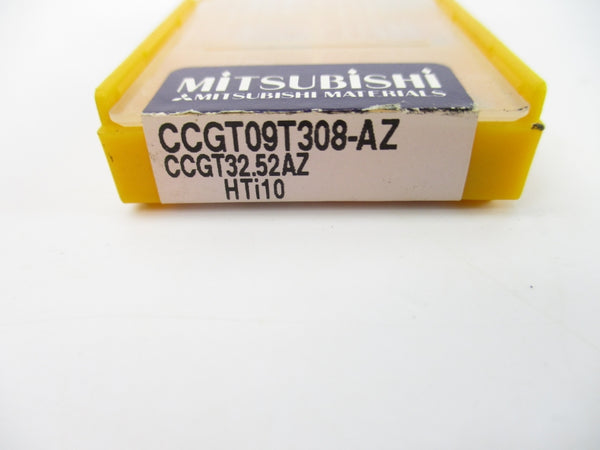 MiTSUBiSHi
MITSUBISHI MATERIALS
CCGT09T308-AZ
CCGT32.52AZ
HTi10